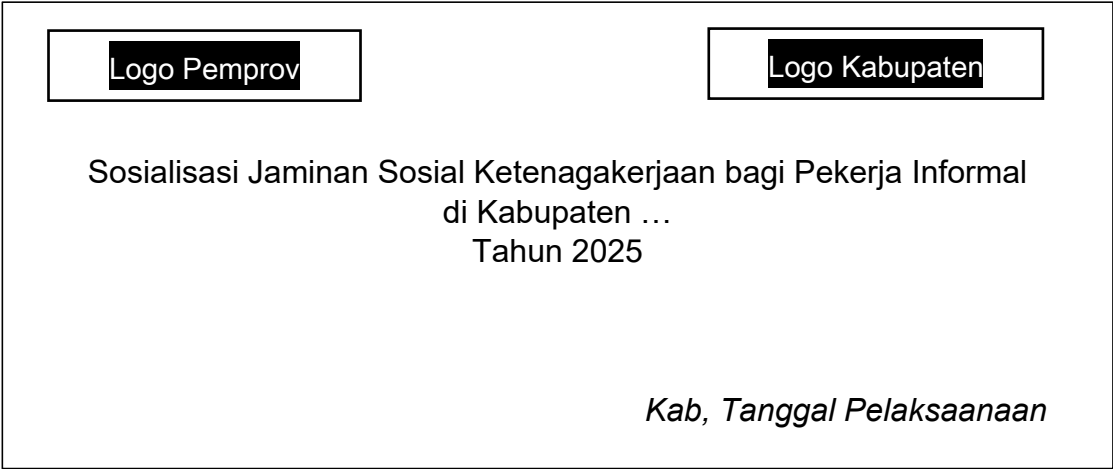 Logo Pemprov
Logo Kabupaten
Sosialisasi Jaminan Sosial Ketenagakerjaan bagi Pekerja Informal
di Kabupaten …
Tahun 2025
Kab, Tanggal Pelaksaanaan